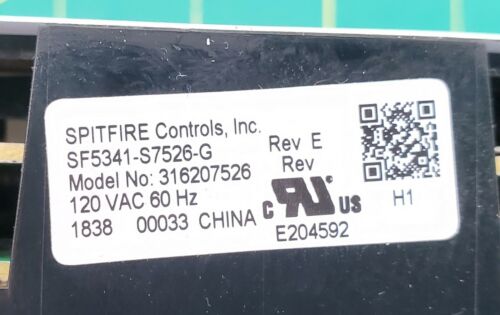 SPITFIRE Controls, Inc.
SF5341-S7526-G Rev E
Model No: 316207526 Rev
120 VAC 60 Hz
1838 00033 CHINA
c RU US
E204592
H1